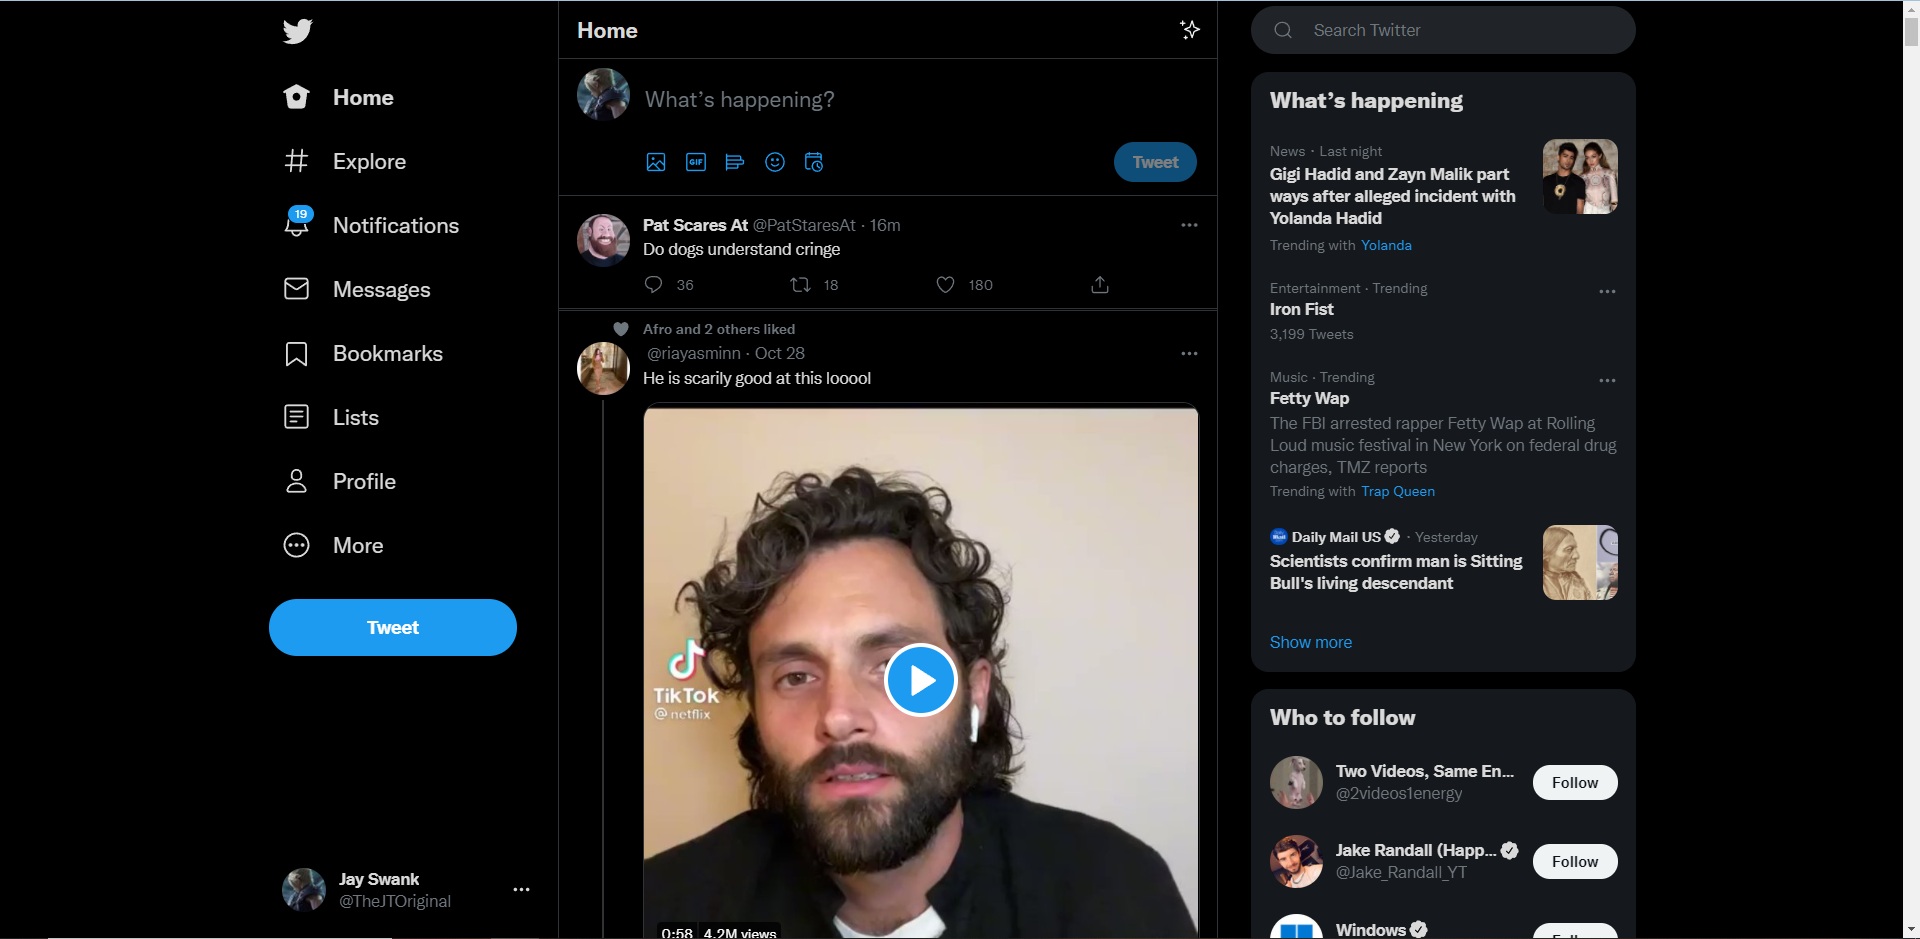 Home
Explore
19
Notifications
Messages
Bookmarks
Lists
Profile
More
Tweet
Jay Swank
@TheJTOriginal
Home
What's happening?
GIF
Tweet
Pat Scares At @PatStaresAt · 16m
Do dogs understand cringe
36 18 180
Afro and 2 others liked
@riayasminn · Oct 28
He is scarily good at this looool
TikTok
@netflix
0:58 4.2M views
Search Twitter
What's happening
News · Last night
Gigi Hadid and Zayn Malik part
ways after alleged incident with
Yolanda Hadid
Trending with Yolanda
Entertainment · Trending
Iron Fist
3,199 Tweets
Music · Trending
Fetty Wap
The FBI arrested rapper Fetty Wap at Rolling
Loud music festival in New York on federal drug
charges, TMZ reports
Trending with Trap Queen
Daily Mail US · Yesterday
Scientists confirm man is Sitting
Bull's living descendant
Show more
Who to follow
Two Videos, Same En...
@2videos1energy
Follow
Jake Randall (Happ...
@Jake_Randall_YT
Follow
Windows